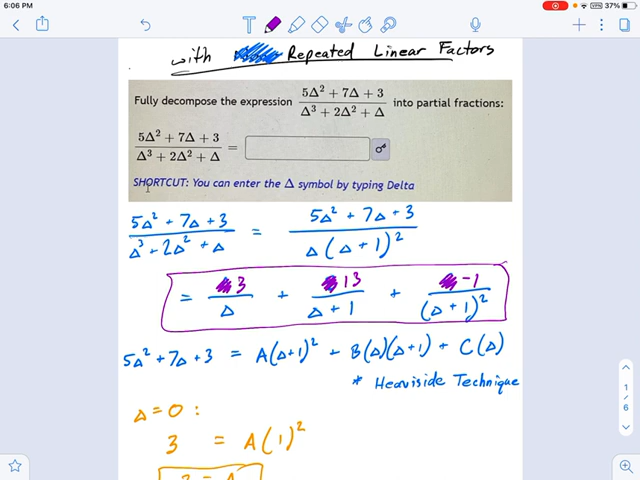 6:06 PM
VPN 37%
with Repeated Linear Factors
Fully decompose the expression (5Δ² + 7Δ + 3)/(Δ³ + 2Δ² + Δ) into partial fractions:
(5Δ² + 7Δ + 3)/(Δ³ + 2Δ² + Δ) =
SHORTCUT: You can enter the Δ symbol by typing Delta
(5Δ² + 7Δ + 3)/(Δ³ + 2Δ² + Δ) = (5Δ² + 7Δ + 3)/(Δ(Δ + 1)²)
= 3/Δ + 13/(Δ + 1) + -1/(Δ + 1)²
5Δ² + 7Δ + 3 = A(Δ+1)² + B(Δ)(Δ+1) + C(Δ)
* Heaviside Technique
Δ = 0 :
3 = A(1)²
3 = A
1
/
6